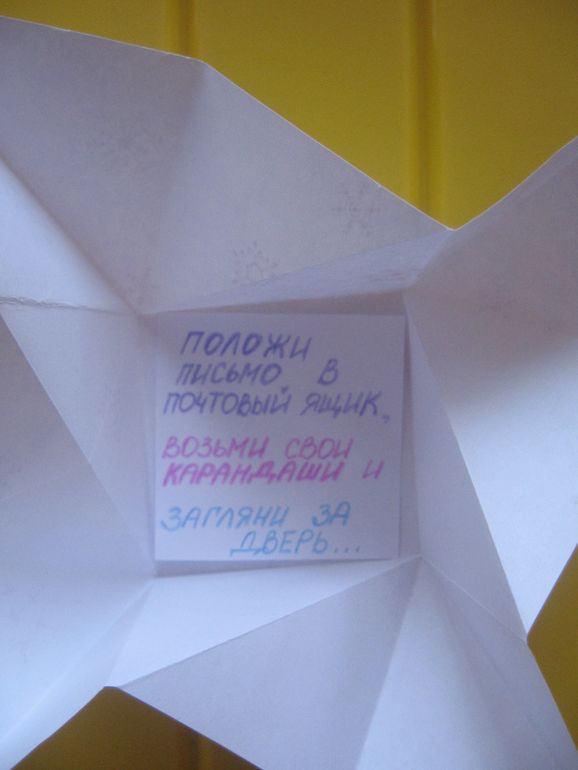 ПОЛОЖИ
ПИСЬМО В
ПОЧТОВЫЙ ЯЩИК,
ВОЗЬМИ СВОИ
КАРАНДАШИ И
ЗАГЛЯНИ ЗА
ДВЕРЬ...